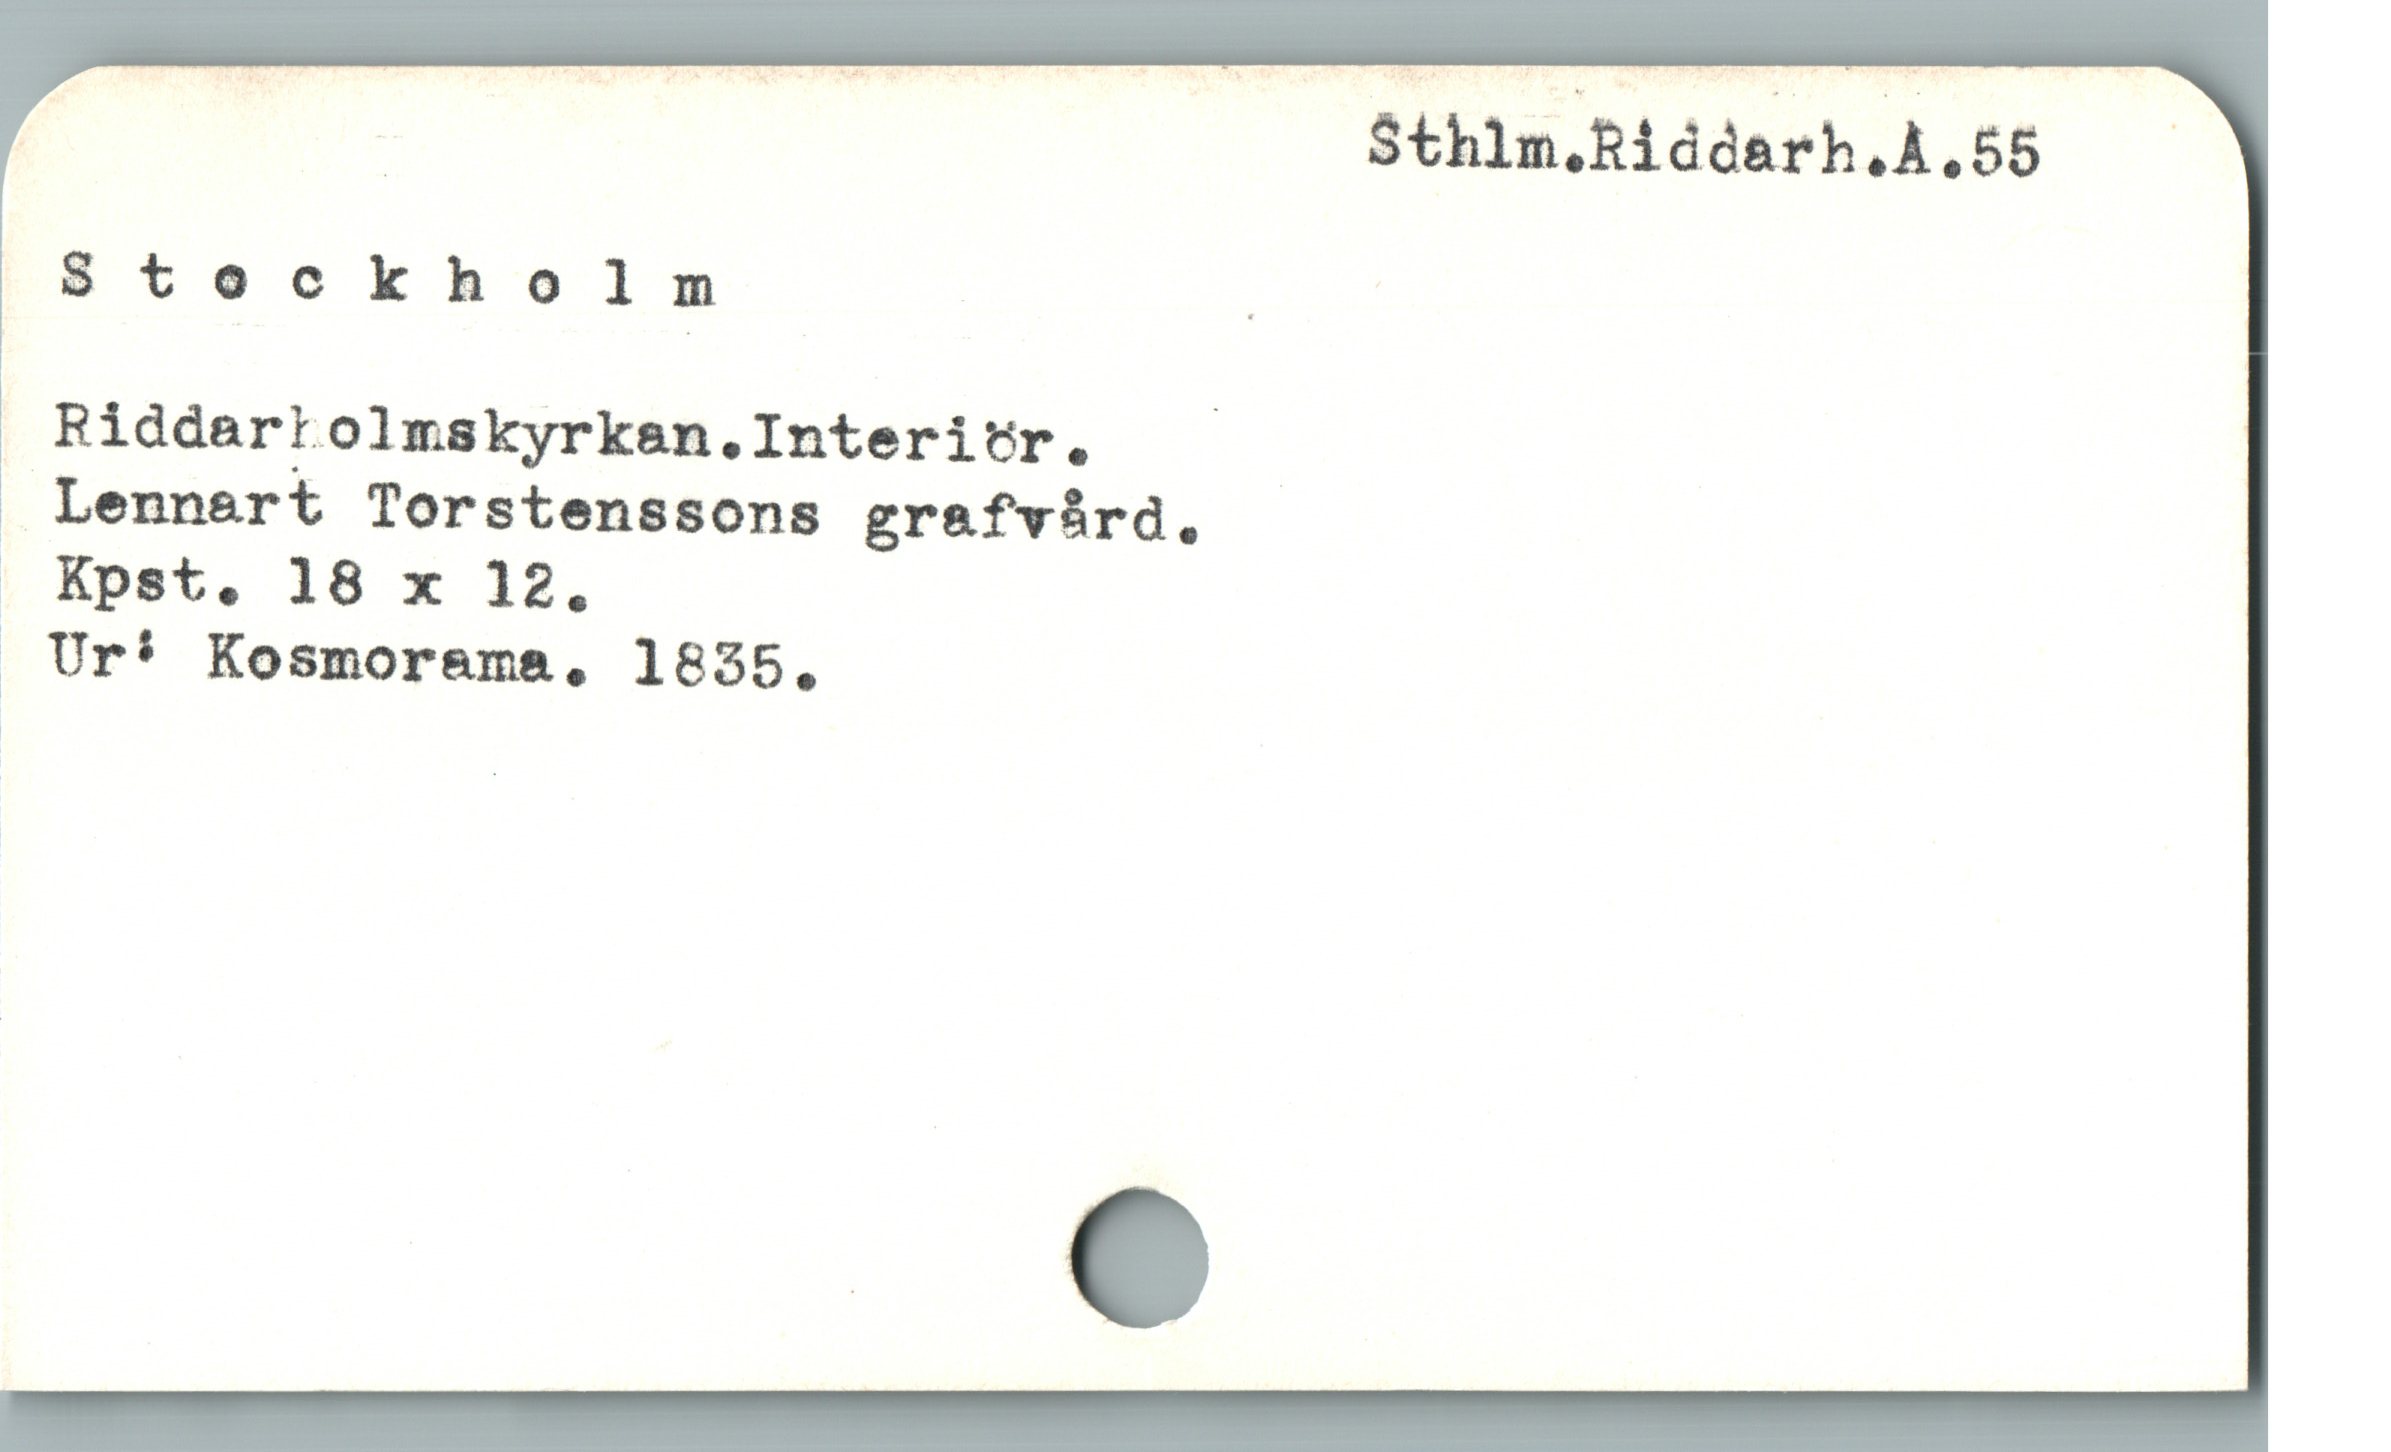 Sthlm.Riddarh.A.55
S t o c k h o l m
Riddarholmskyrkan.Interiör.
Lennart Torstenssons grafvård.
Kpst. 18 x 12.
Ur: Kosmorama. 1835.